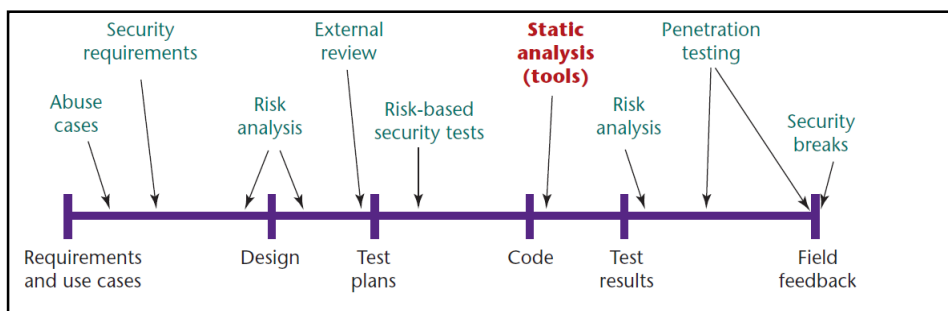 Security
requirements
External
review
Static
analysis
(tools)
Penetration
testing
Abuse
cases
Risk
analysis
Risk-based
security tests
Risk
analysis
Security
breaks
Requirements
and use cases
Design
Test
plans
Code
Test
results
Field
feedback